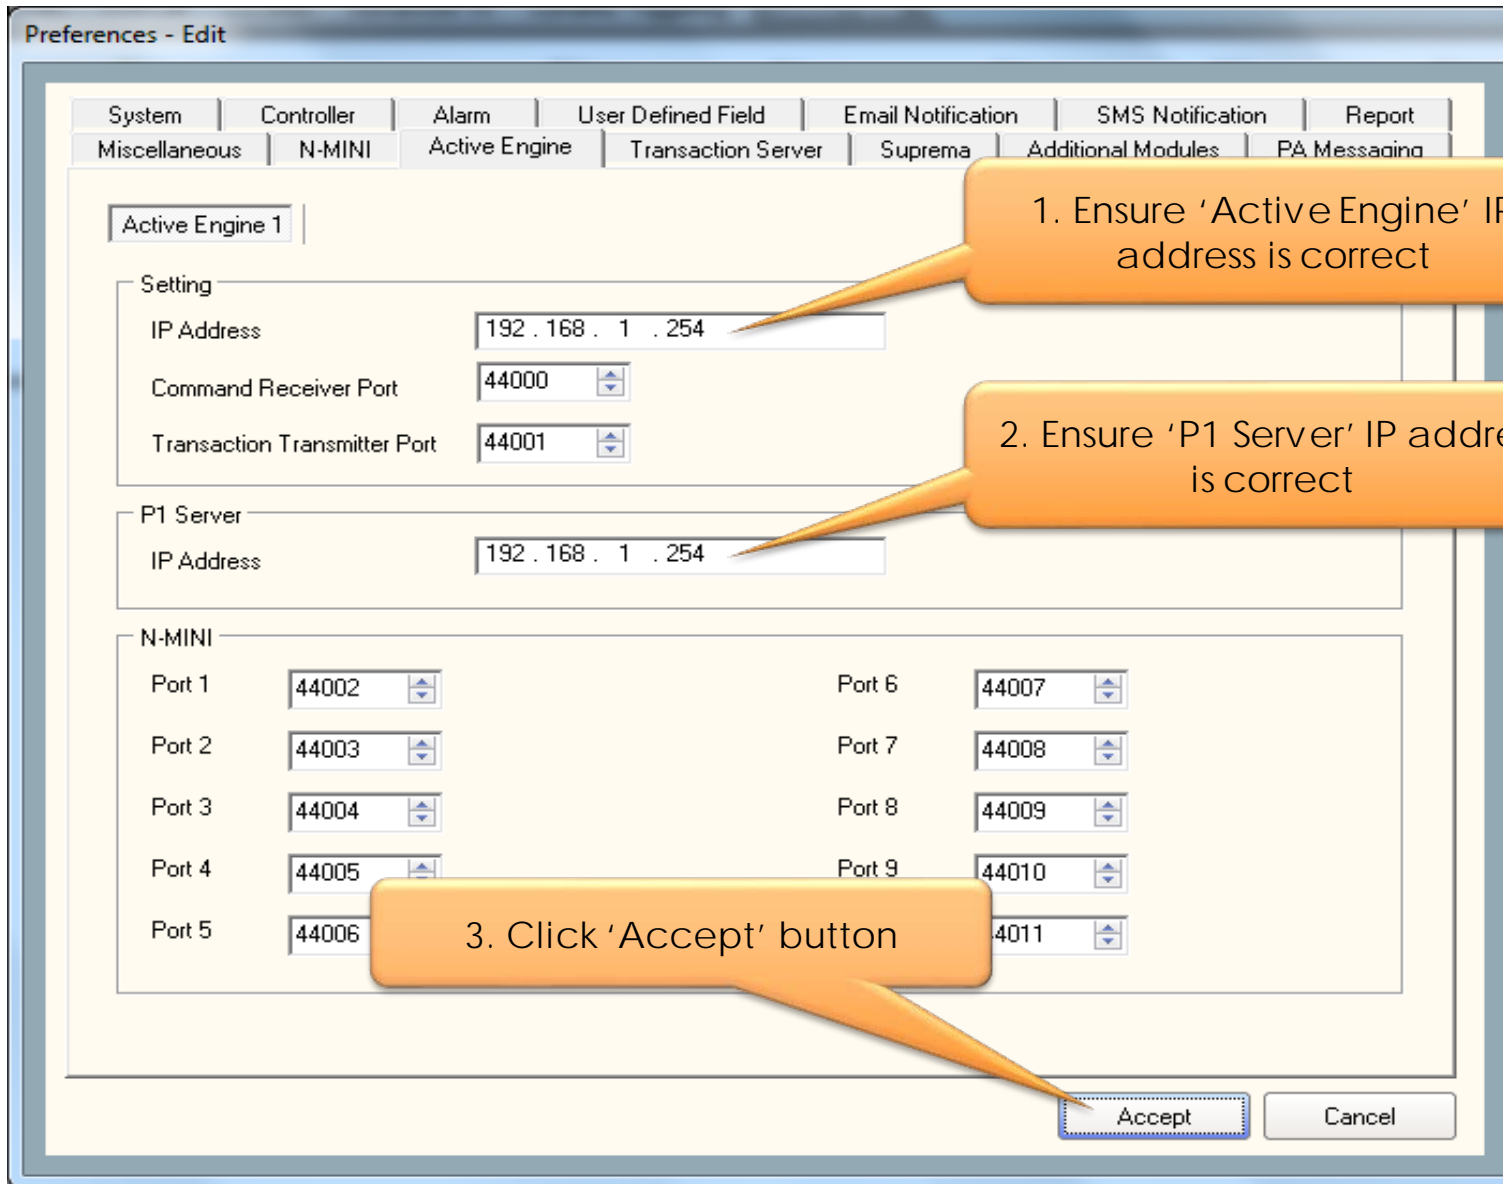 Preferences - Edit
System Controller Alarm User Defined Field Email Notification SMS Notification Report
Miscellaneous N-MINI Active Engine Transaction Server Suprema Additional Modules PA Messaging
Active Engine 1
1. Ensure ‘Active Engine’ IP
address is correct
Setting
IP Address 192 . 168 . 1 . 254
Command Receiver Port 44000
Transaction Transmitter Port 44001
2. Ensure ‘P1 Server’ IP addre
is correct
P1 Server
IP Address 192 . 168 . 1 . 254
N-MINI
Port 1 44002 Port 6 44007
Port 2 44003 Port 7 44008
Port 3 44004 Port 8 44009
Port 4 44005 Port 9 44010
Port 5 44006 4011
3. Click ‘Accept’ button
Accept Cancel